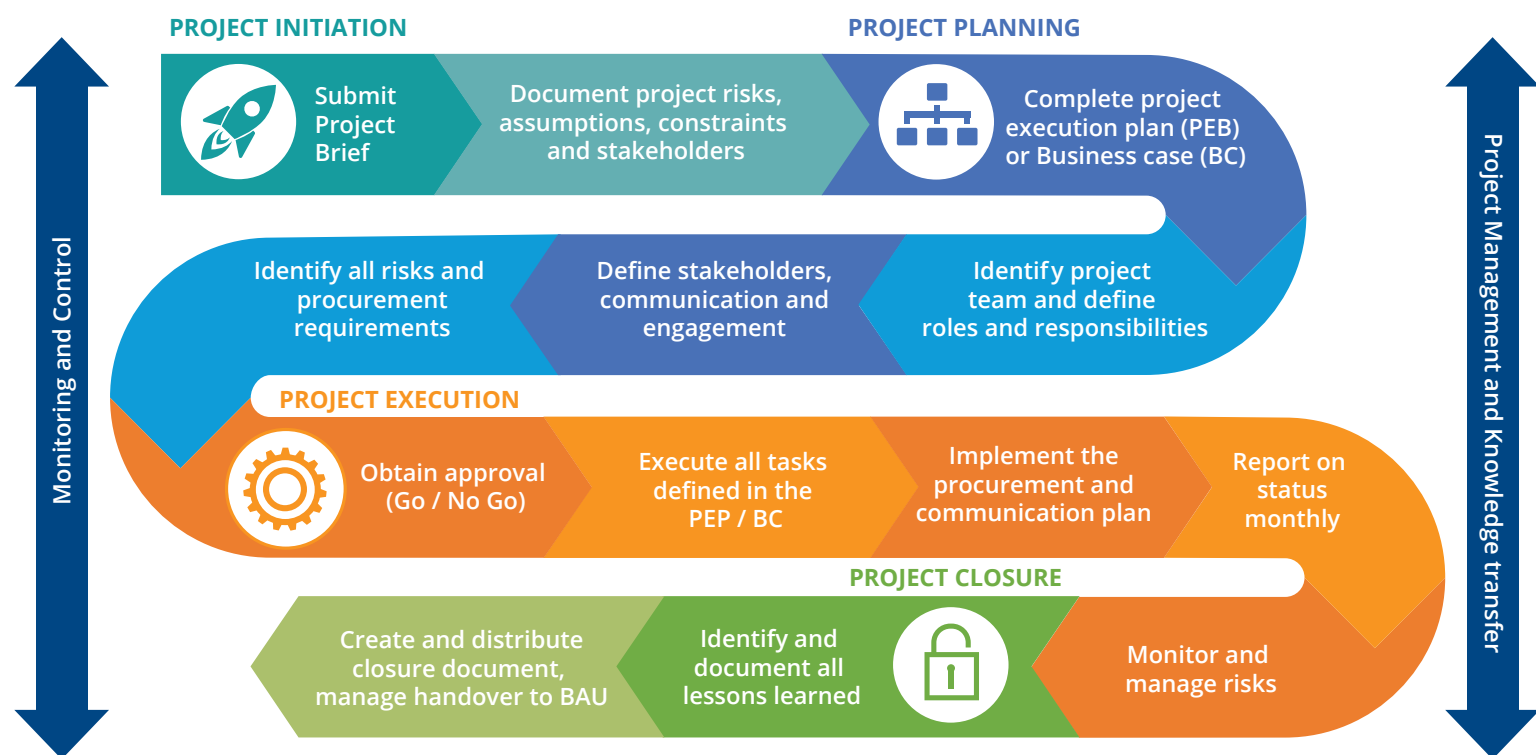 PROJECT INITIATION
PROJECT PLANNING
Submit
Project
Brief
Document project risks,
assumptions, constraints
and stakeholders
Complete project
execution plan (PEB)
or Business case (BC)
Identify project
team and define
roles and responsibilities
Define stakeholders,
communication and
engagement
Identify all risks and
procurement
requirements
PROJECT EXECUTION
Obtain approval
(Go / No Go)
Execute all tasks
defined in the
PEP / BC
Implement the
procurement and
communication plan
Report on
status
monthly
Monitor and
manage risks
PROJECT CLOSURE
Identify and
document all
lessons learned
Create and distribute
closure document,
manage handover to BAU
Monitoring and Control
Project Management and Knowledge transfer